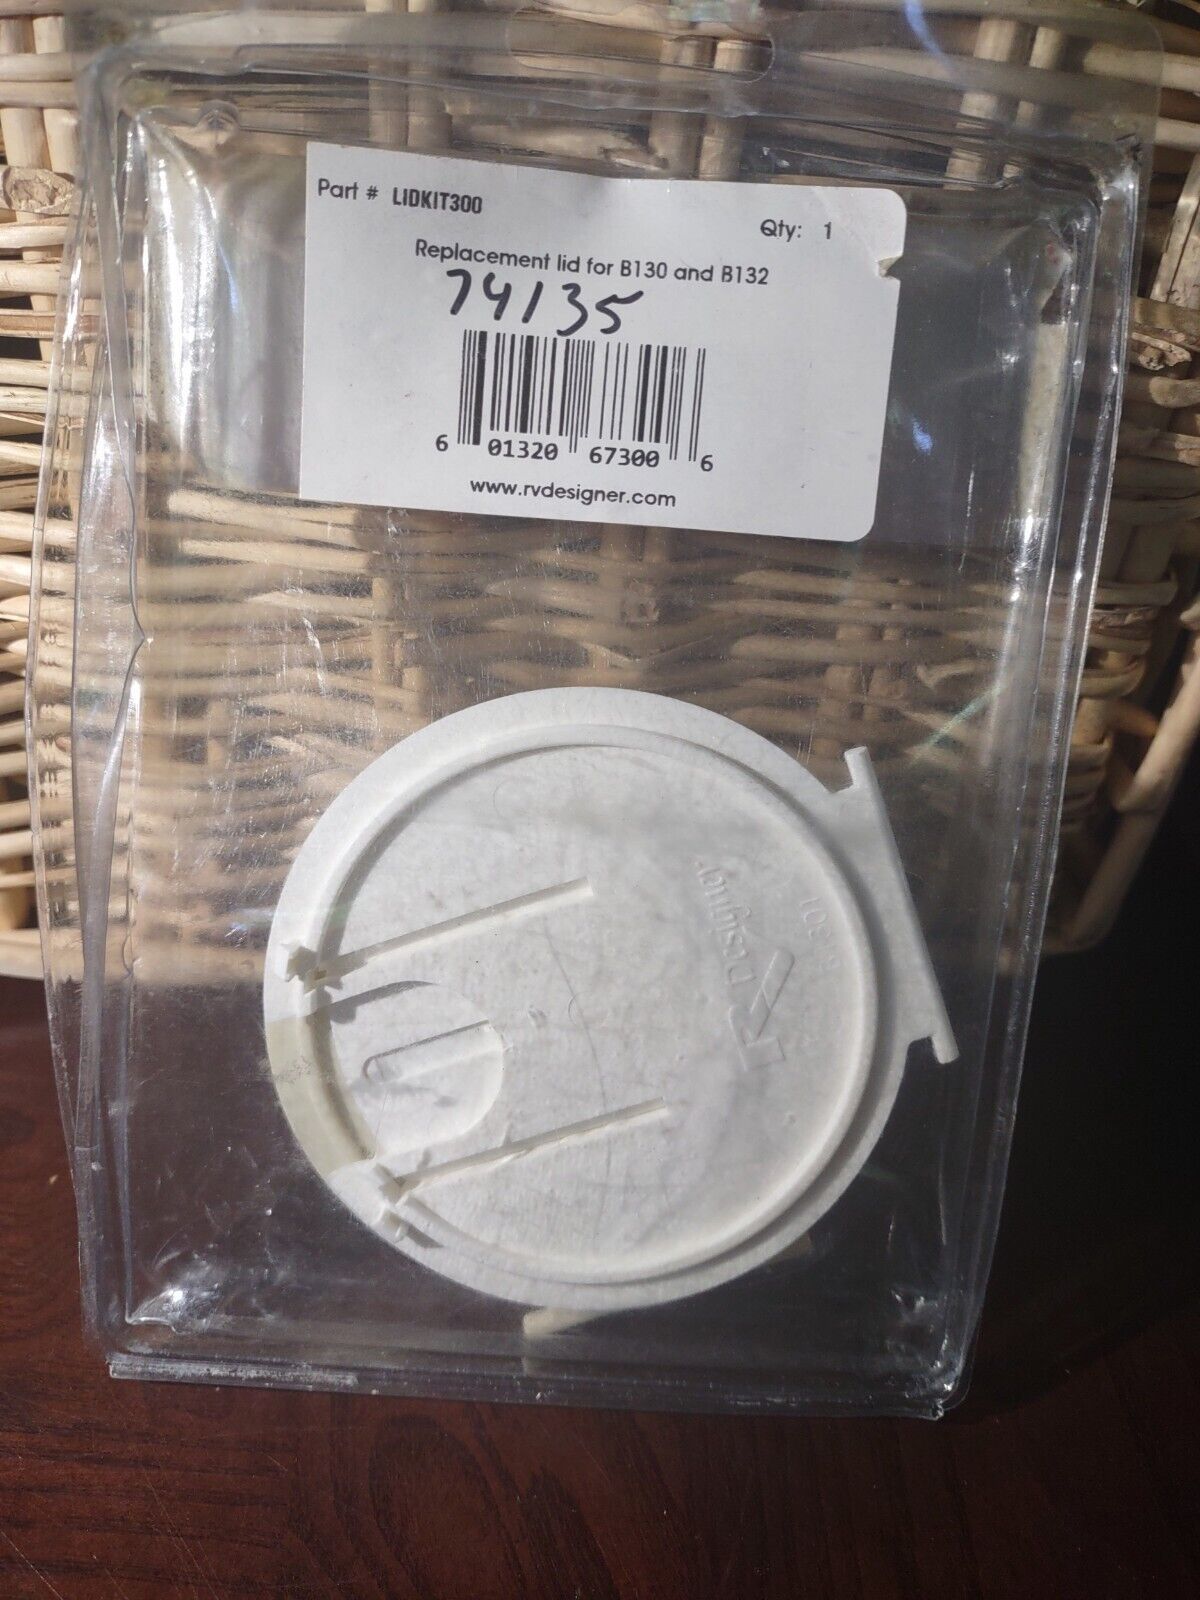 Part # LIDKIT300
Qty: 1
Replacement lid for B130 and B132
74135
6 01320 67300 6
www.rvdesigner.com
RV
Designer